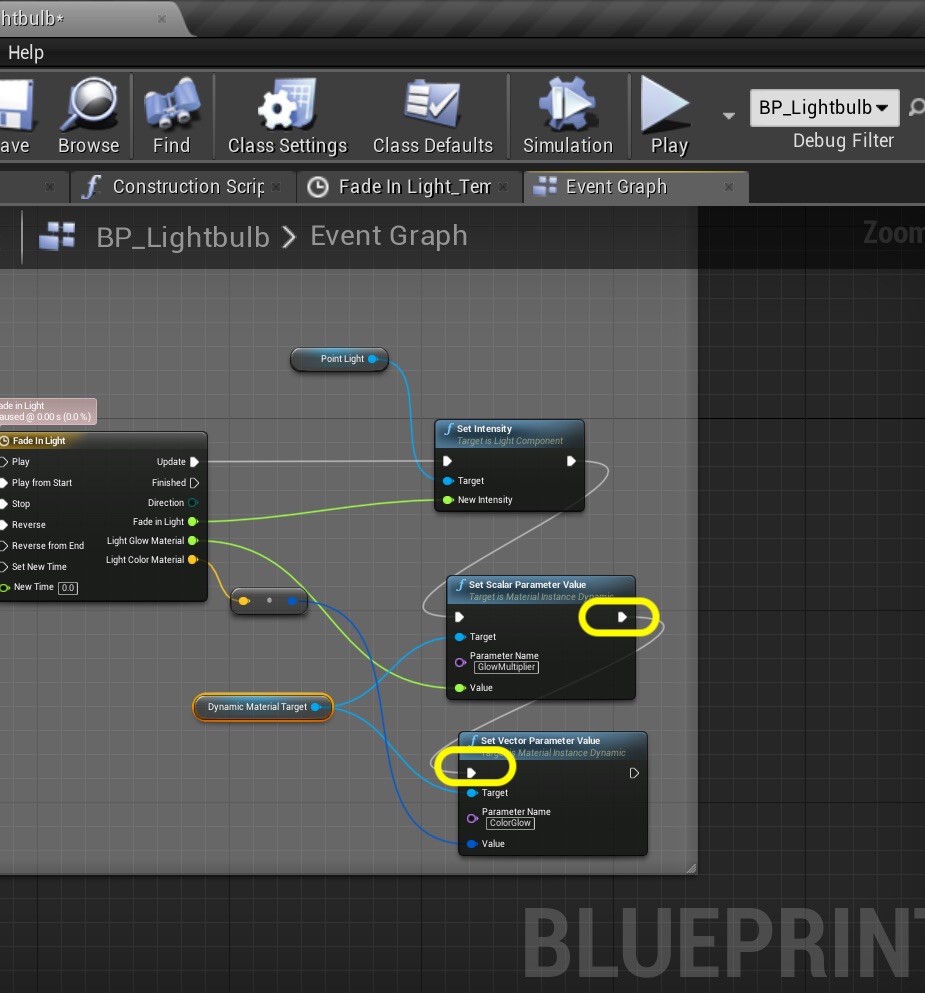 htbulb*
Help
ave
Browse
Find
Class Settings
Class Defaults
Simulation
Play
BP_Lightbulb
Debug Filter
Construction Scrip
Fade In Light_Tem
Event Graph
BP_Lightbulb > Event Graph
Zoom
Point Light
ade in Light
aused @ 0.00 s (0.0 %)
Fade In Light
Play
Update
Play from Start
Finished
Stop
Direction
Reverse
Fade in Light
Reverse from End
Light Glow Material
Set New Time
Light Color Material
New Time 0.0
Set Intensity
Target is Light Component
Target
New Intensity
Set Scalar Parameter Value
Target is Material Instance Dynamic
Target
Parameter Name
GlowMultiplier
Value
Dynamic Material Target
Set Vector Parameter Value
Target is Material Instance Dynamic
Target
Parameter Name
ColorGlow
Value
BLUEPRINT